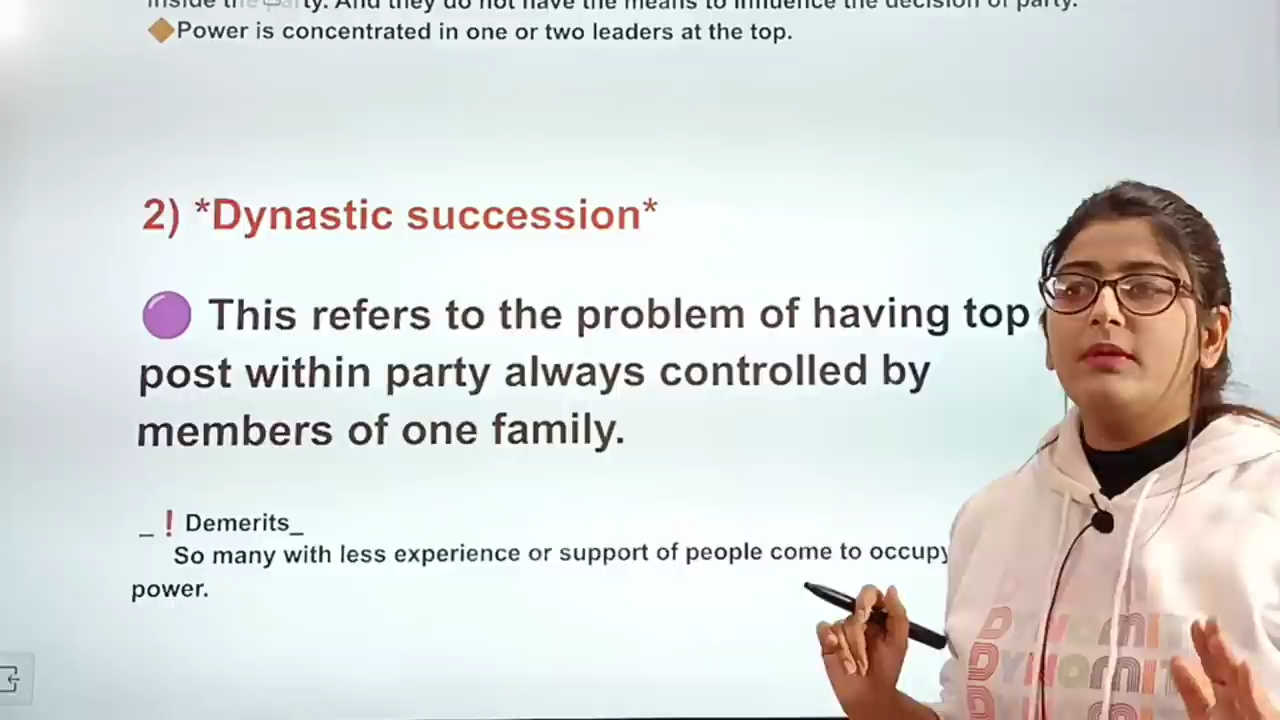 inside the party. And they do not have the means to influence the decision of party.
🔶Power is concentrated in one or two leaders at the top.
2) *Dynastic succession*
🟣 This refers to the problem of having top
post within party always controlled by
members of one family.
_❗Demerits_
So many with less experience or support of people come to occupy
power.
DYNAMIT
DYNAMIT